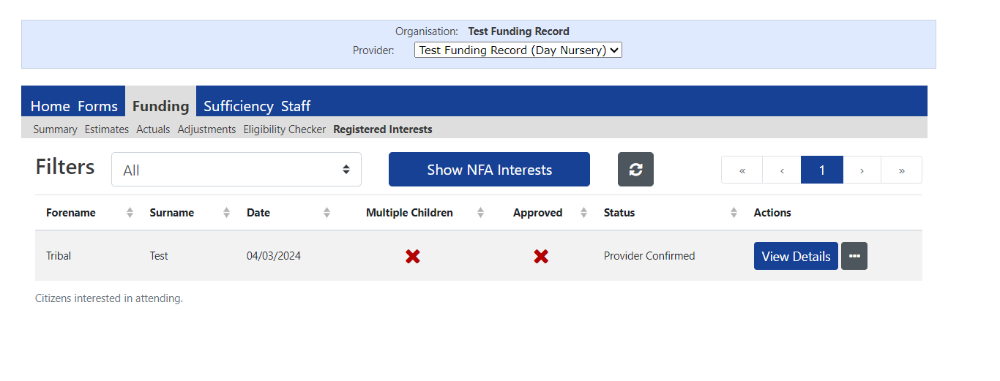 Organisation: Test Funding Record
Provider: Test Funding Record (Day Nursery)
Home Forms Funding Sufficiency Staff
Summary Estimates Actuals Adjustments Eligibility Checker Registered Interests
Filters All Show NFA Interests « ‹ 1 › »
Forename Surname Date Multiple Children Approved Status Actions
Tribal Test 04/03/2024 Provider Confirmed View Details
Citizens interested in attending.